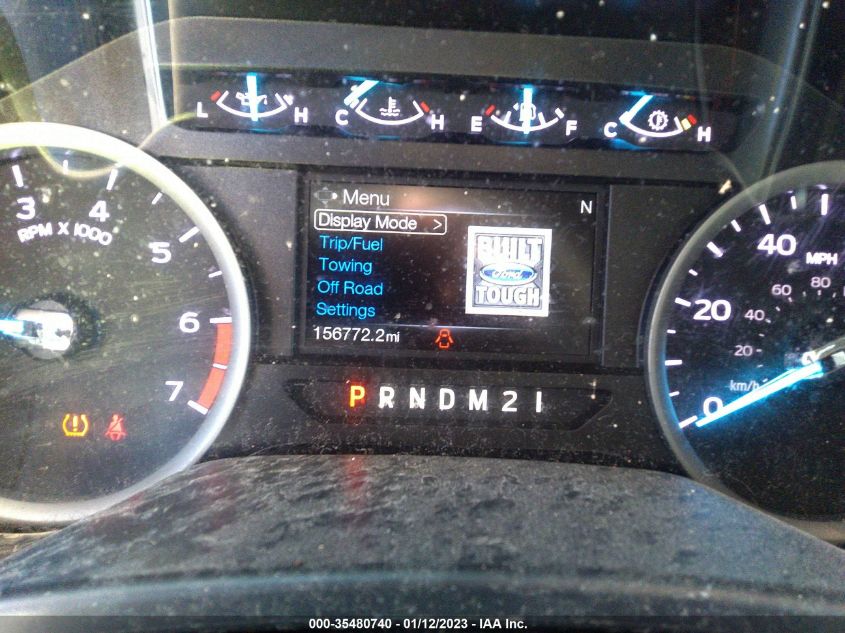 L H C H E F C H
Menu N
Display Mode >
Trip/Fuel
Towing
Off Road
Settings
156772.2mi
BUILT
Ford
TOUGH
3 4 5 6 7
RPM X 1000
P R N D M 2 1
0 20 40
MPH
20 40 60 80
km/h
000-35480740 - 01/12/2023 - IAA Inc.